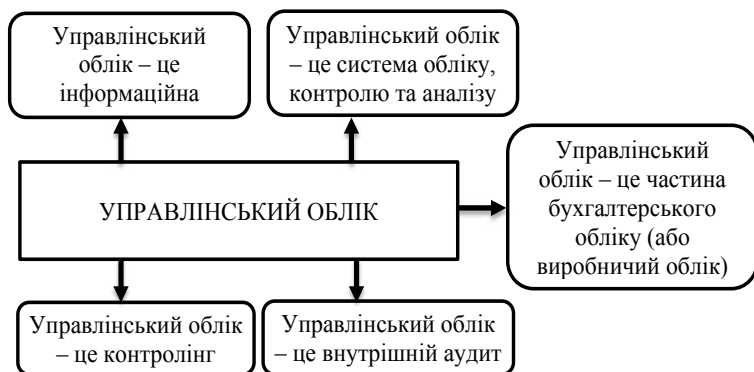 Управлінський
облік – це
інформаційна
Управлінський облік
– це система обліку,
контролю та аналізу
УПРАВЛІНСЬКИЙ ОБЛІК
Управлінський
облік – це частина
бухгалтерського
обліку (або
виробничий облік)
Управлінський облік
– це контролінг
Управлінський облік
– це внутрішній аудит